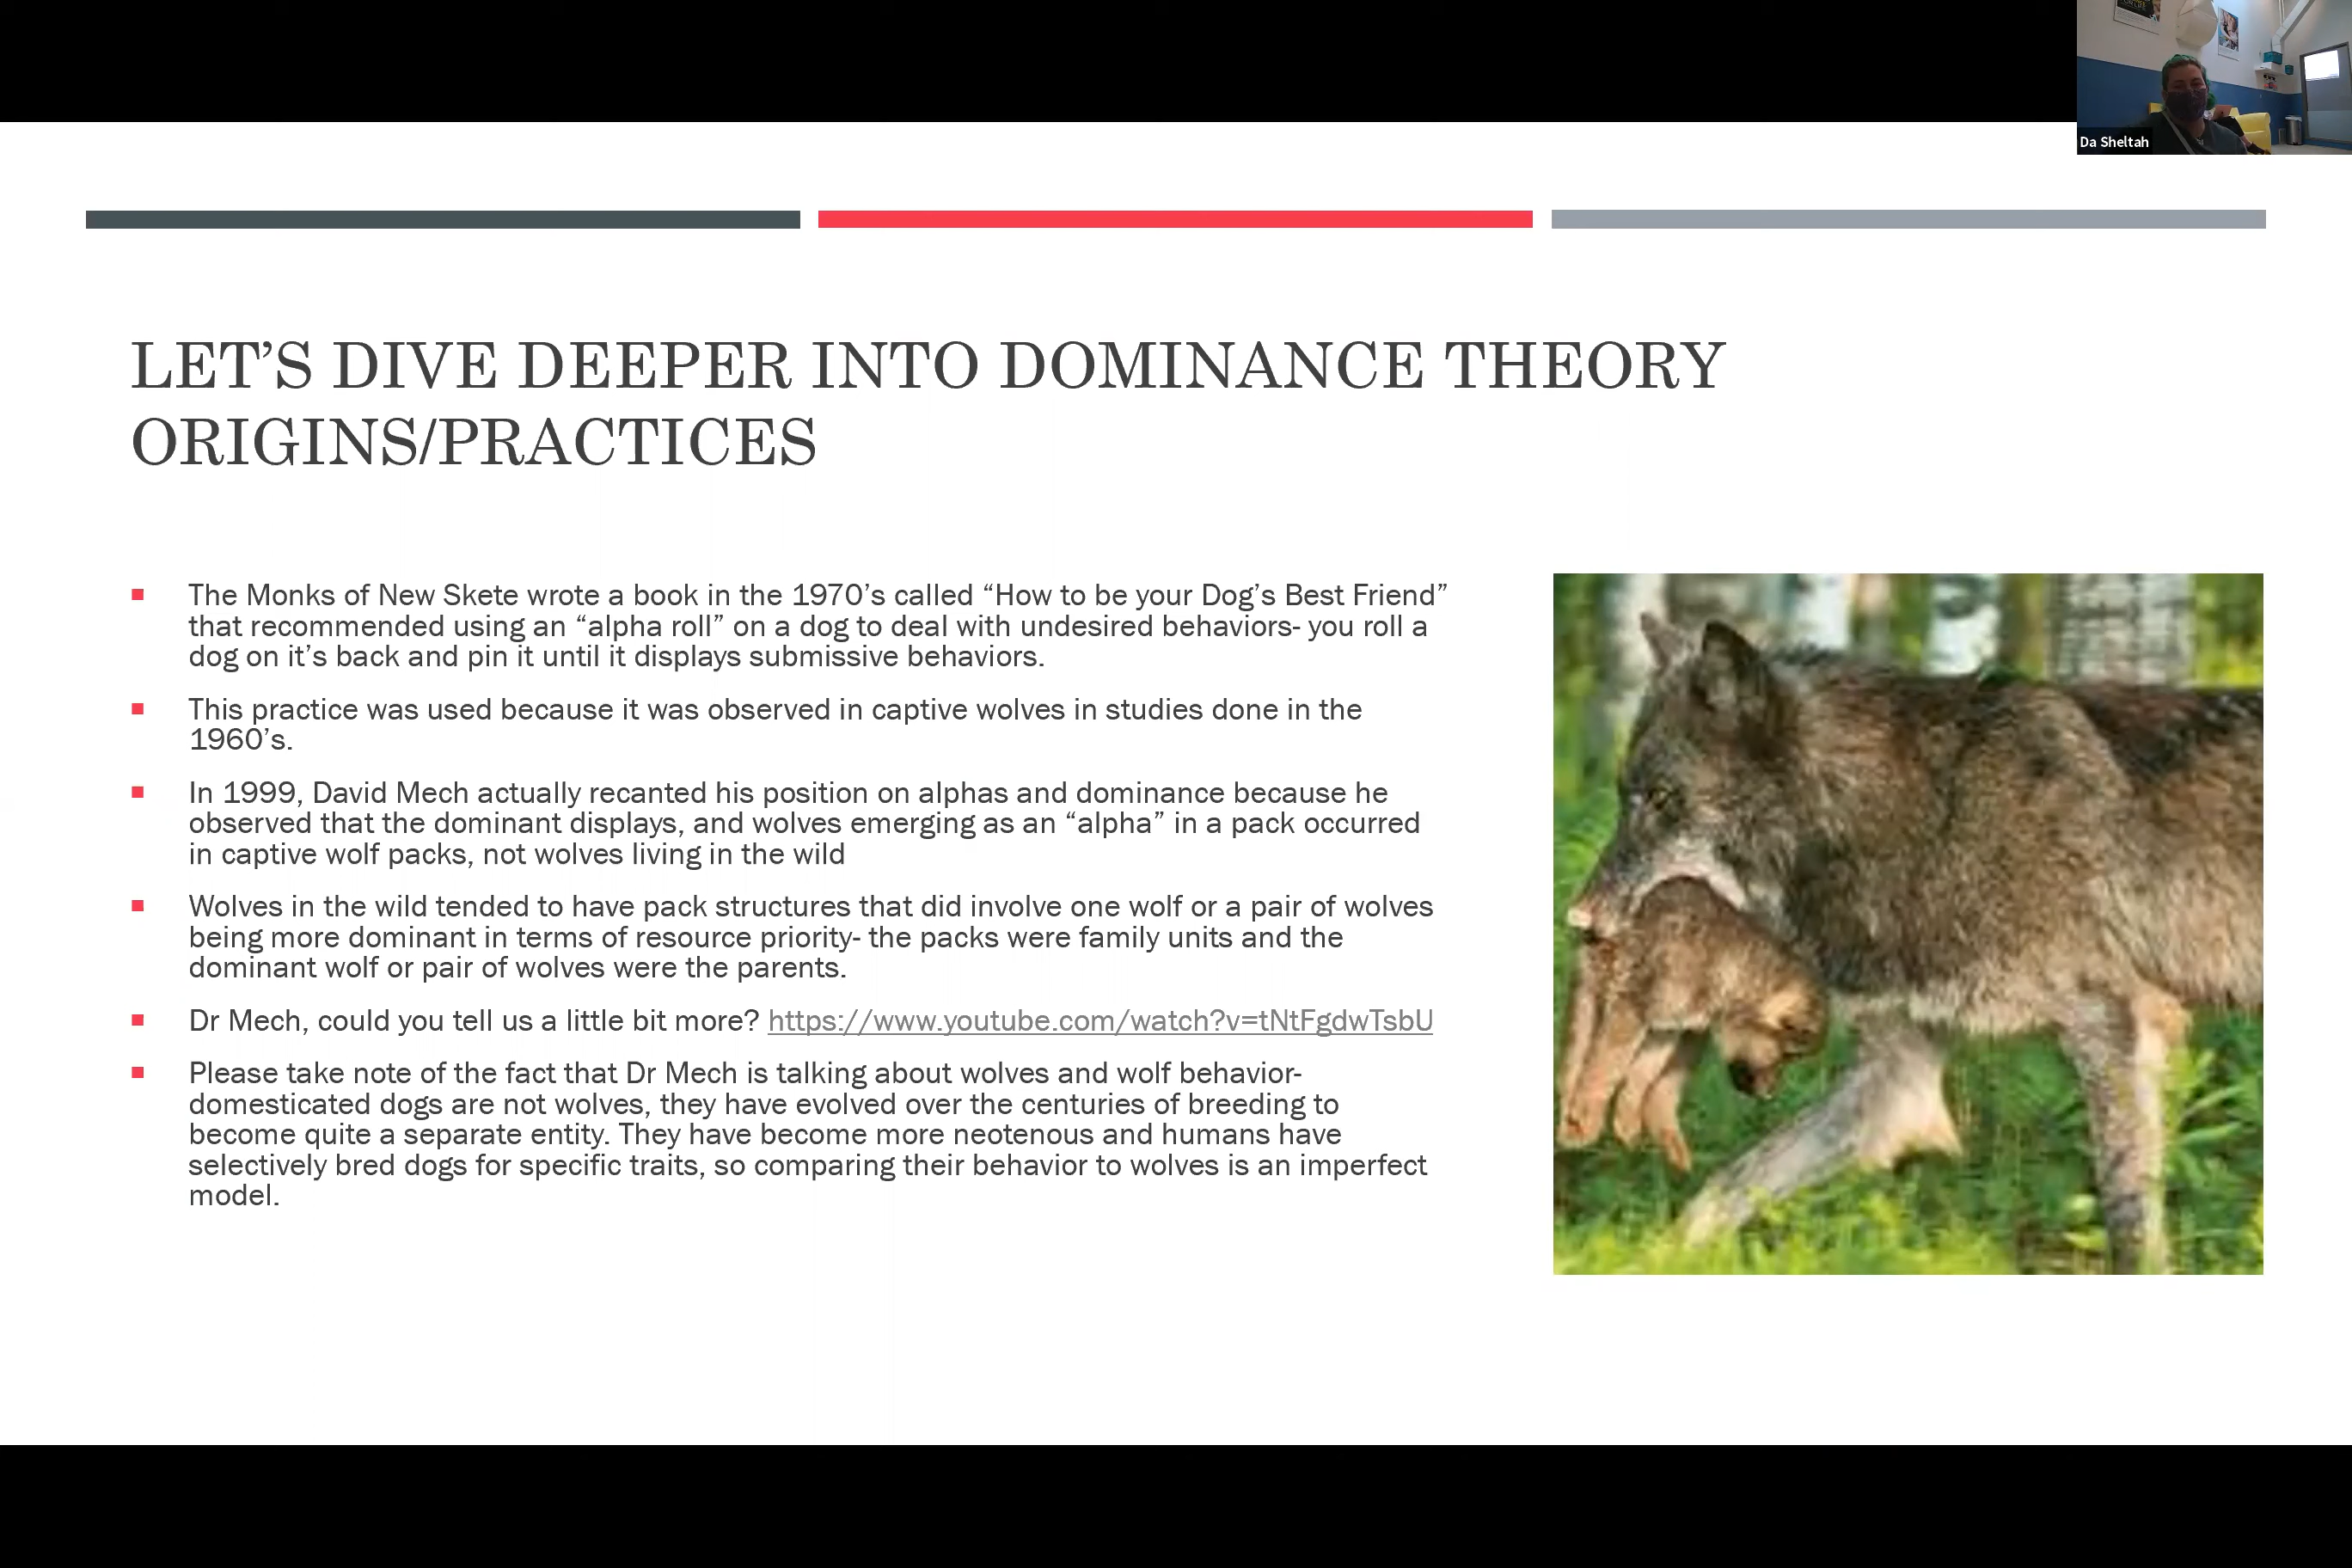 Da Sheltah
LET’S DIVE DEEPER INTO DOMINANCE THEORY
ORIGINS/PRACTICES
The Monks of New Skete wrote a book in the 1970’s called “How to be your Dog’s Best Friend”
that recommended using an “alpha roll” on a dog to deal with undesired behaviors- you roll a
dog on it’s back and pin it until it displays submissive behaviors.
This practice was used because it was observed in captive wolves in studies done in the
1960’s.
In 1999, David Mech actually recanted his position on alphas and dominance because he
observed that the dominant displays, and wolves emerging as an “alpha” in a pack occurred
in captive wolf packs, not wolves living in the wild
Wolves in the wild tended to have pack structures that did involve one wolf or a pair of wolves
being more dominant in terms of resource priority- the packs were family units and the
dominant wolf or pair of wolves were the parents.
Dr Mech, could you tell us a little bit more? https://www.youtube.com/watch?v=tNtFgdwTsbU
Please take note of the fact that Dr Mech is talking about wolves and wolf behavior-
domesticated dogs are not wolves, they have evolved over the centuries of breeding to
become quite a separate entity. They have become more neotenous and humans have
selectively bred dogs for specific traits, so comparing their behavior to wolves is an imperfect
model.